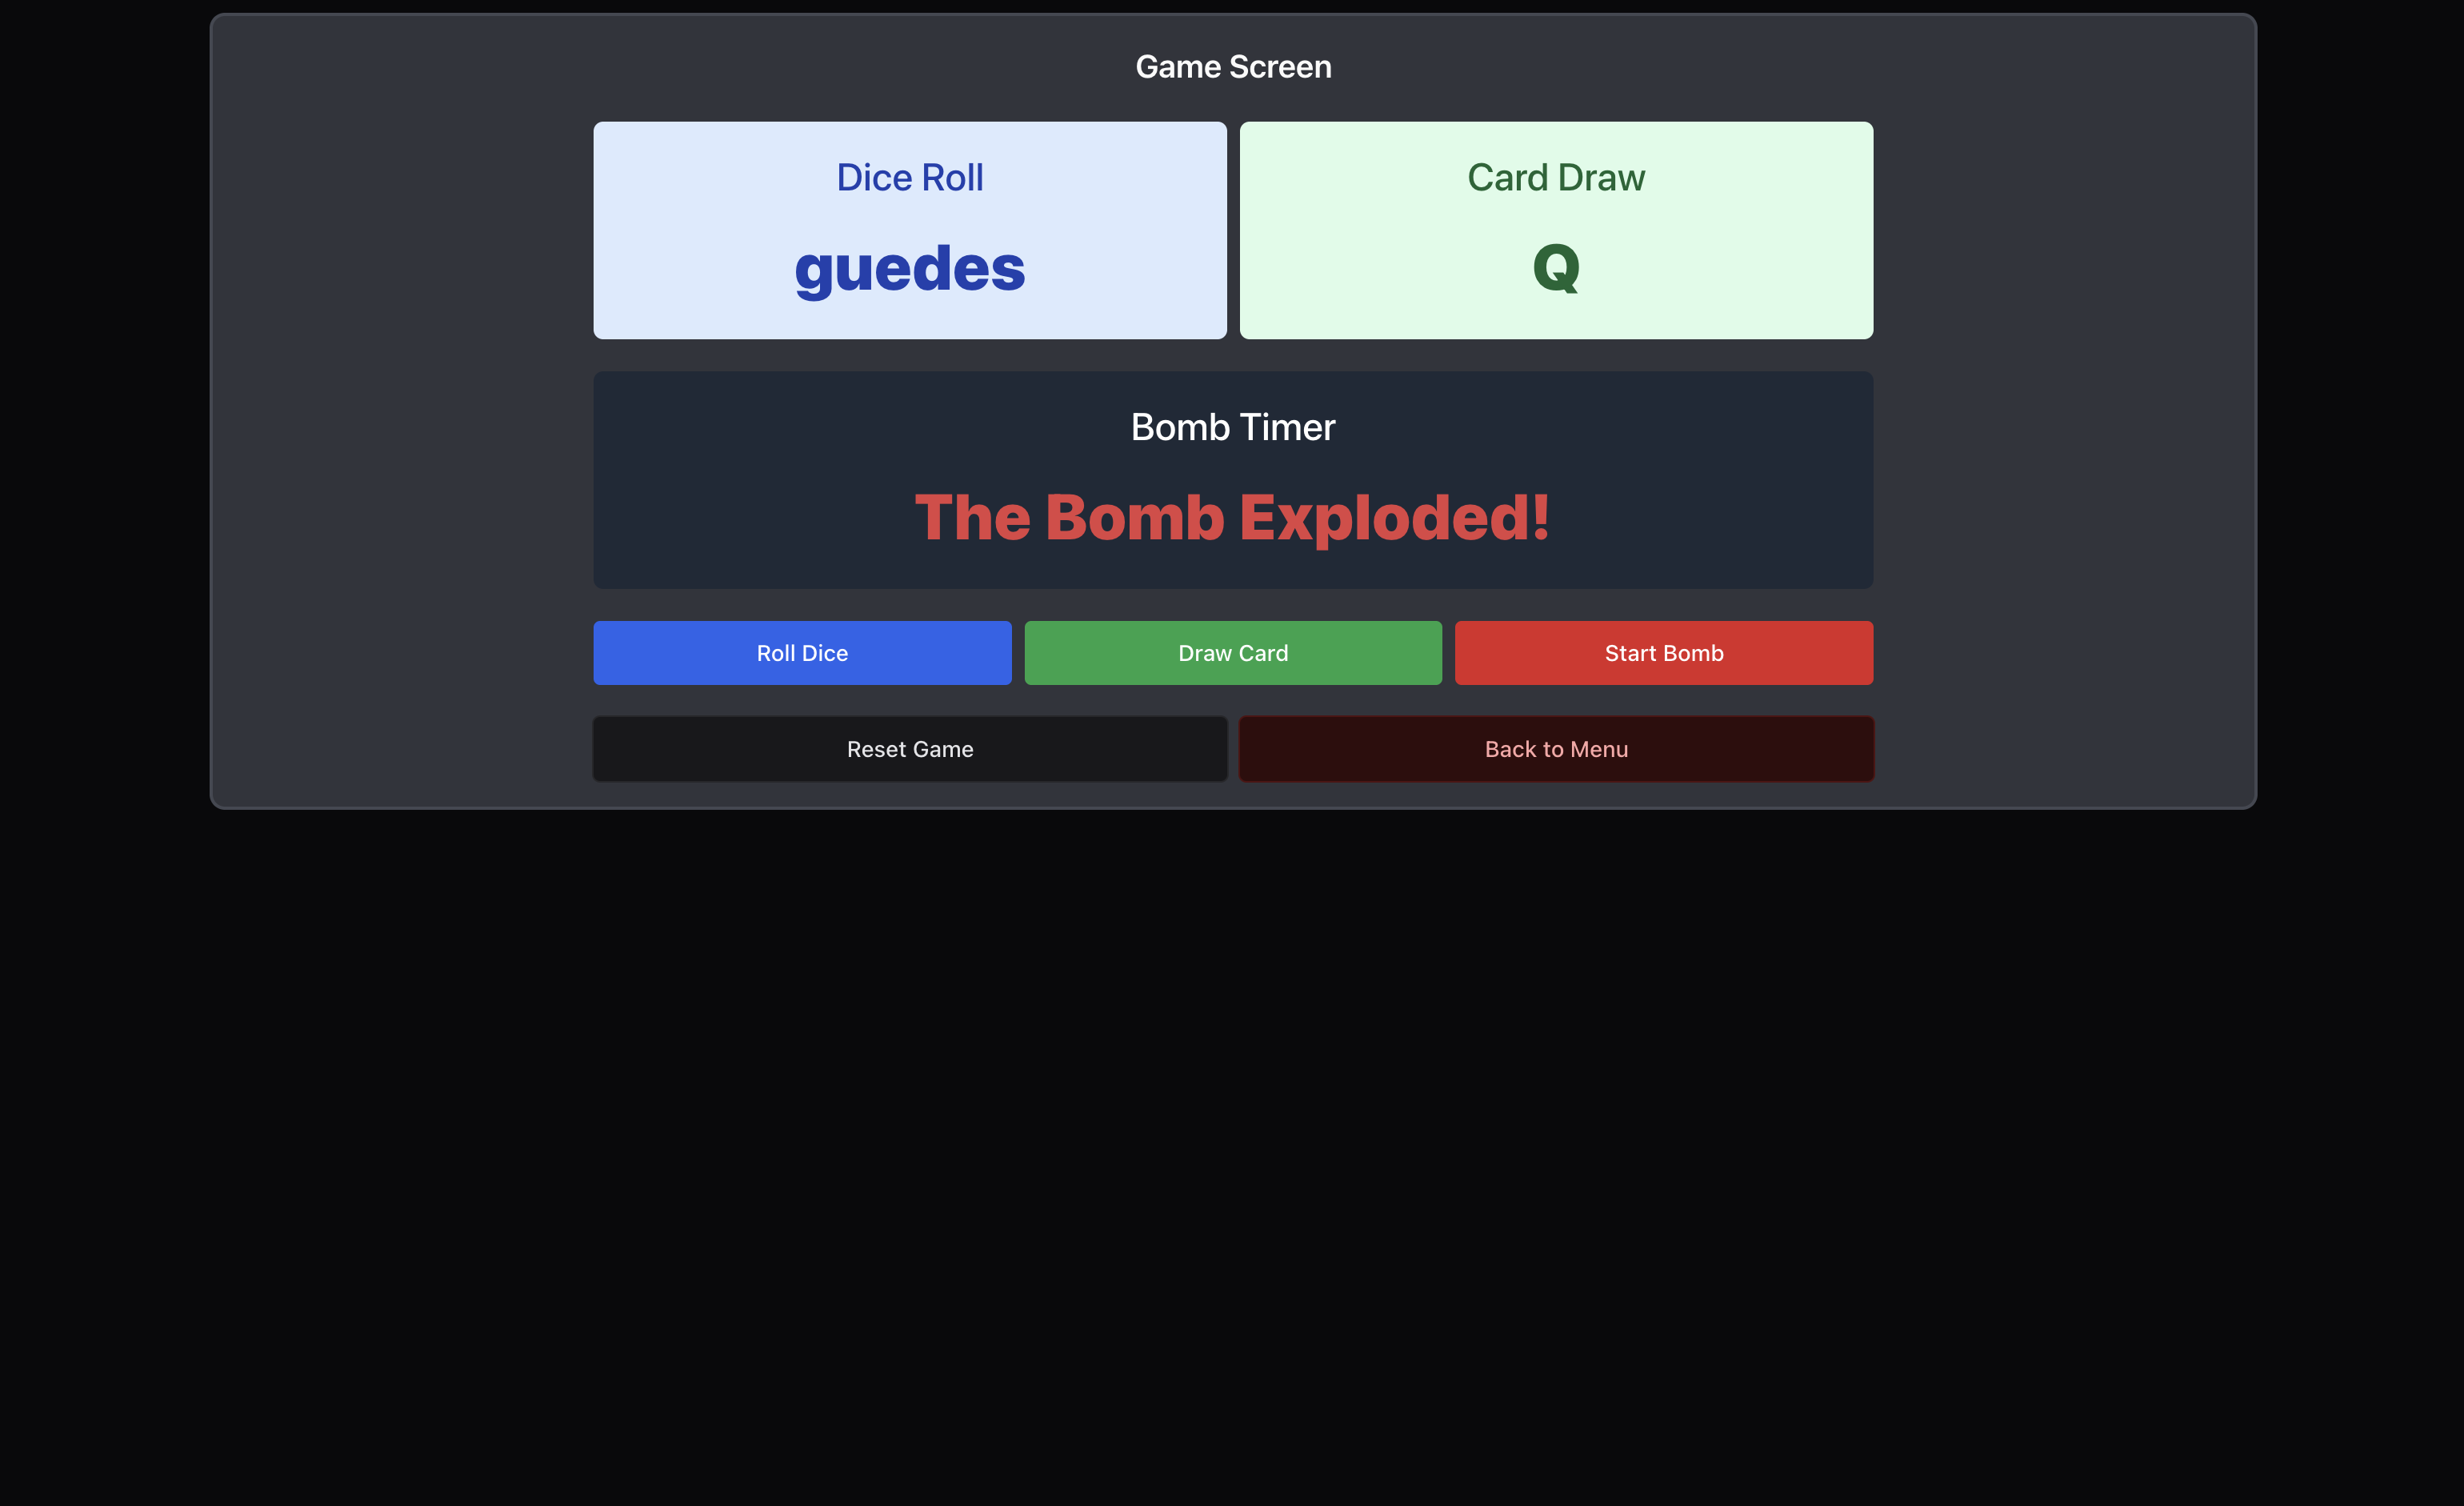 Game Screen
Dice Roll
Card Draw
guedes
Q
Bomb Timer
The Bomb Exploded!
Roll Dice
Draw Card
Start Bomb
Reset Game
Back to Menu